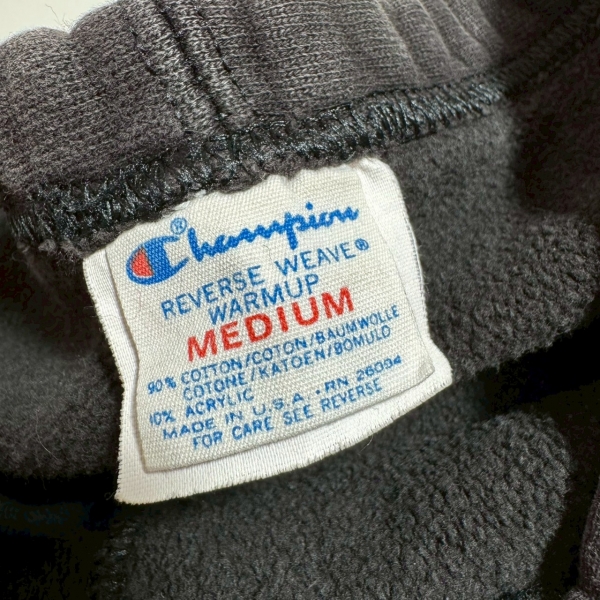 Champion®
REVERSE WEAVE®
WARMUP
MEDIUM
90% COTTON/COTON/BAUMWOLLE
COTONE/KATOEN/BOMULD
10% ACRYLIC
MADE IN U.S.A. • RN 26094
FOR CARE SEE REVERSE